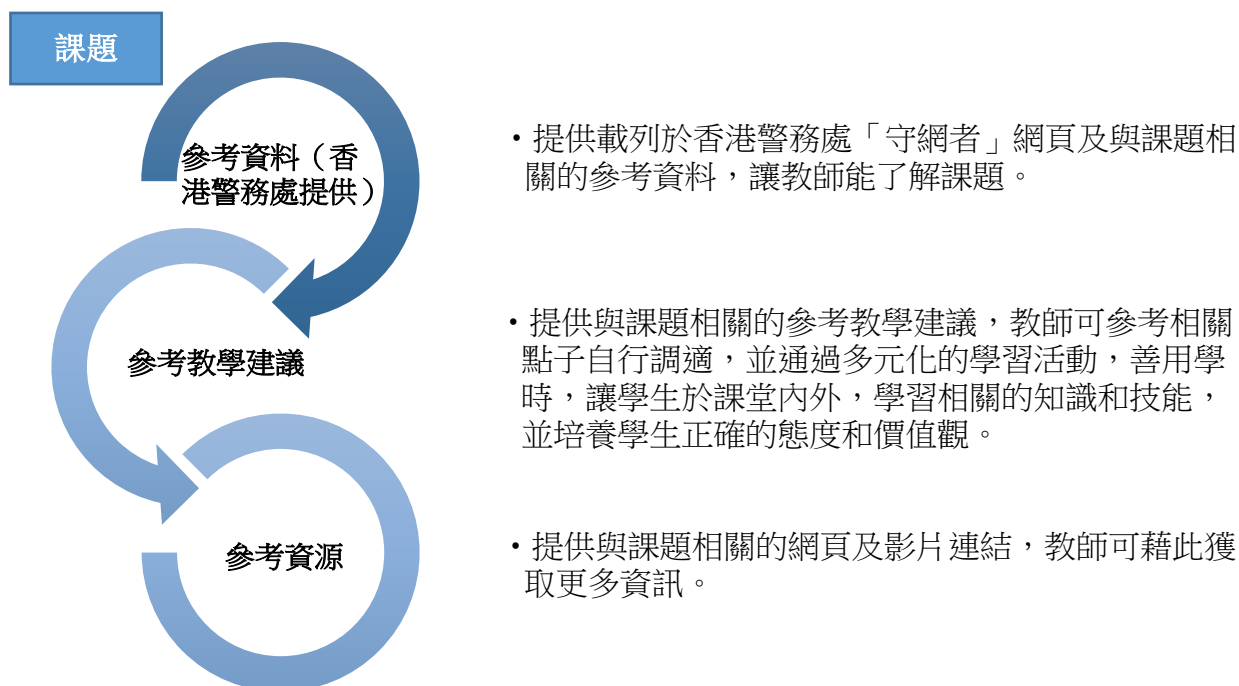 課題
參考資料（香
港警務處提供）
・提供載列於香港警務處「守網者」網頁及與課題相
關的參考資料，讓教師能了解課題。
參考教學建議
・提供與課題相關的參考教學建議，教師可參考相關
點子自行調適，並通過多元化的學習活動，善用學
時，讓學生於課堂內外，學習相關的知識和技能，
並培養學生正確的態度和價值觀。
參考資源
・提供與課題相關的網頁及影片連結，教師可藉此獲
取更多資訊。